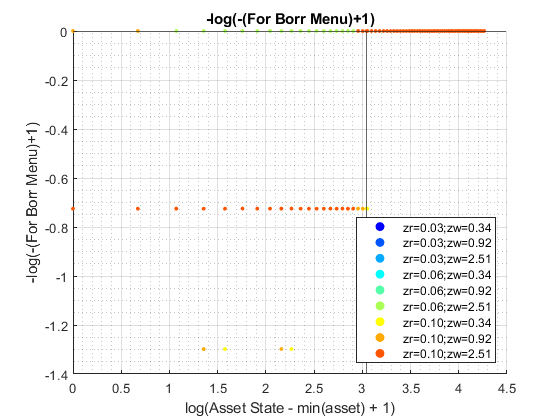 -log(-(For Borr Menu)+1)
0
-0.2
-0.4
-0.6
-0.8
-1
-1.2
-1.4
-log(-(For Borr Menu)+1)
zr=0.03;zw=0.34
zr=0.03;zw=0.92
zr=0.03;zw=2.51
zr=0.06;zw=0.34
zr=0.06;zw=0.92
zr=0.06;zw=2.51
zr=0.10;zw=0.34
zr=0.10;zw=0.92
zr=0.10;zw=2.51
0 0.5 1 1.5 2 2.5 3 3.5 4 4.5
log(Asset State - min(asset) + 1)